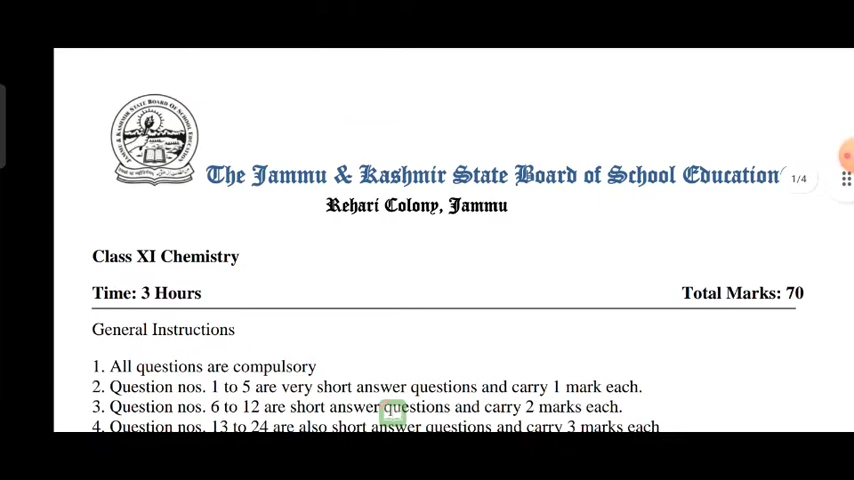 The Jammu & Kashmir State Board of School Education
1/4
Rehari Colony, Jammu
Class XI Chemistry
Time: 3 Hours Total Marks: 70
General Instructions
1. All questions are compulsory
2. Question nos. 1 to 5 are very short answer questions and carry 1 mark each.
3. Question nos. 6 to 12 are short answer questions and carry 2 marks each.
4. Question nos. 13 to 24 are also short answer questions and carry 3 marks each